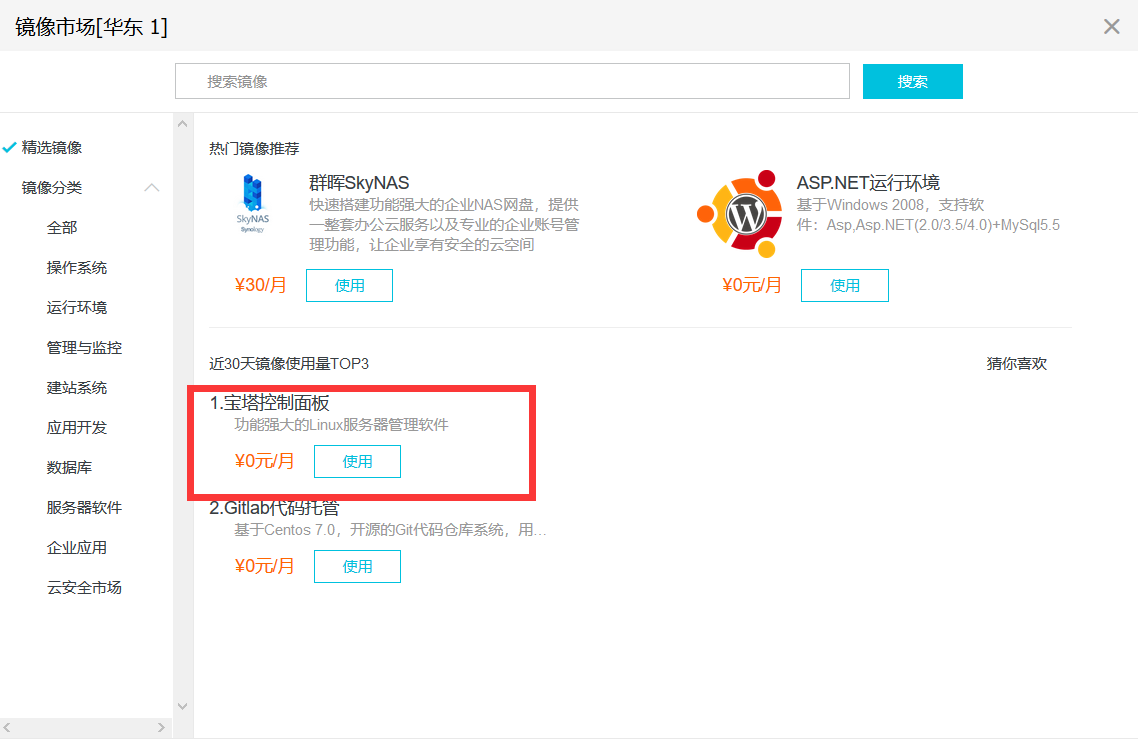 镜像市场[华东 1]
搜索镜像
搜索
精选镜像
镜像分类
全部
操作系统
运行环境
管理与监控
建站系统
应用开发
数据库
服务器软件
企业应用
云安全市场
热门镜像推荐
SkyNAS
Synology
群晖SkyNAS
快速搭建功能强大的企业NAS网盘，提供
一整套办公云服务以及专业的企业账号管
理功能，让企业享有安全的云空间
¥30/月
使用
W
ASP.NET运行环境
基于Windows 2008，支持软
件：Asp,Asp.NET(2.0/3.5/4.0)+MySql5.5
¥0元/月
使用
近30天镜像使用量TOP3
猜你喜欢
1.宝塔控制面板
功能强大的Linux服务器管理软件
¥0元/月
使用
2.Gitlab代码托管
基于Centos 7.0，开源的Git代码仓库系统，用...
¥0元/月
使用